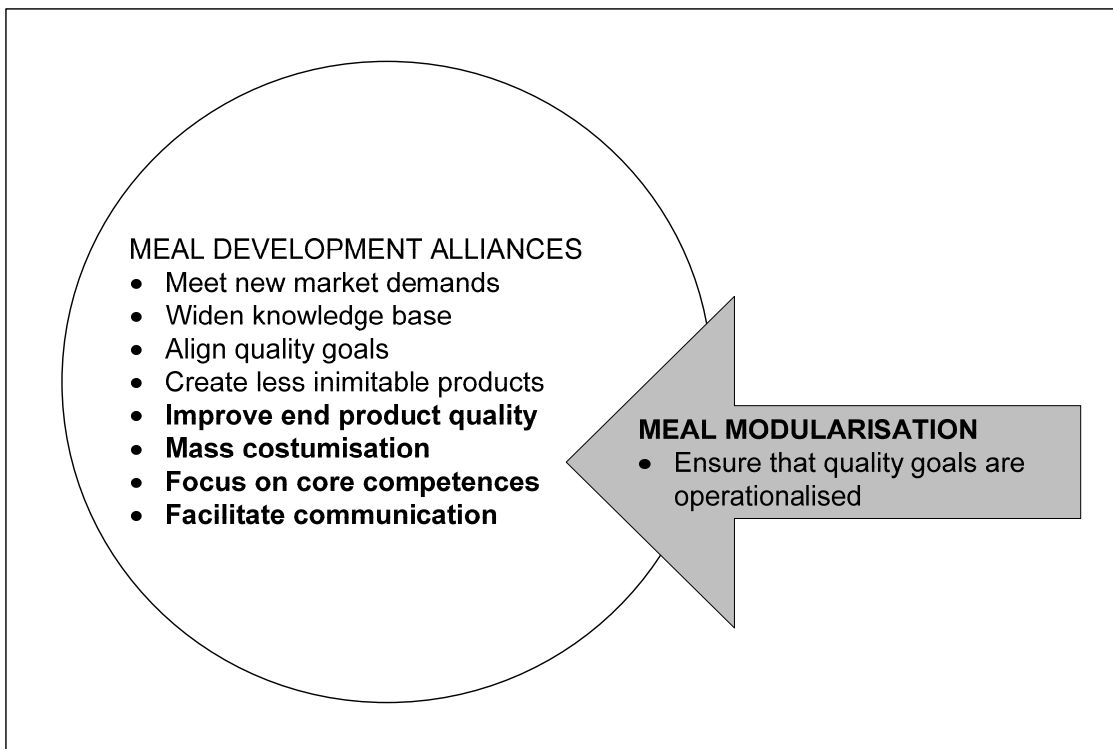 MEAL DEVELOPMENT ALLIANCES
• Meet new market demands
• Widen knowledge base
• Align quality goals
• Create less inimitable products
• Improve end product quality
• Mass costumisation
• Focus on core competences
• Facilitate communication
MEAL MODULARISATION
• Ensure that quality goals are
operationalised